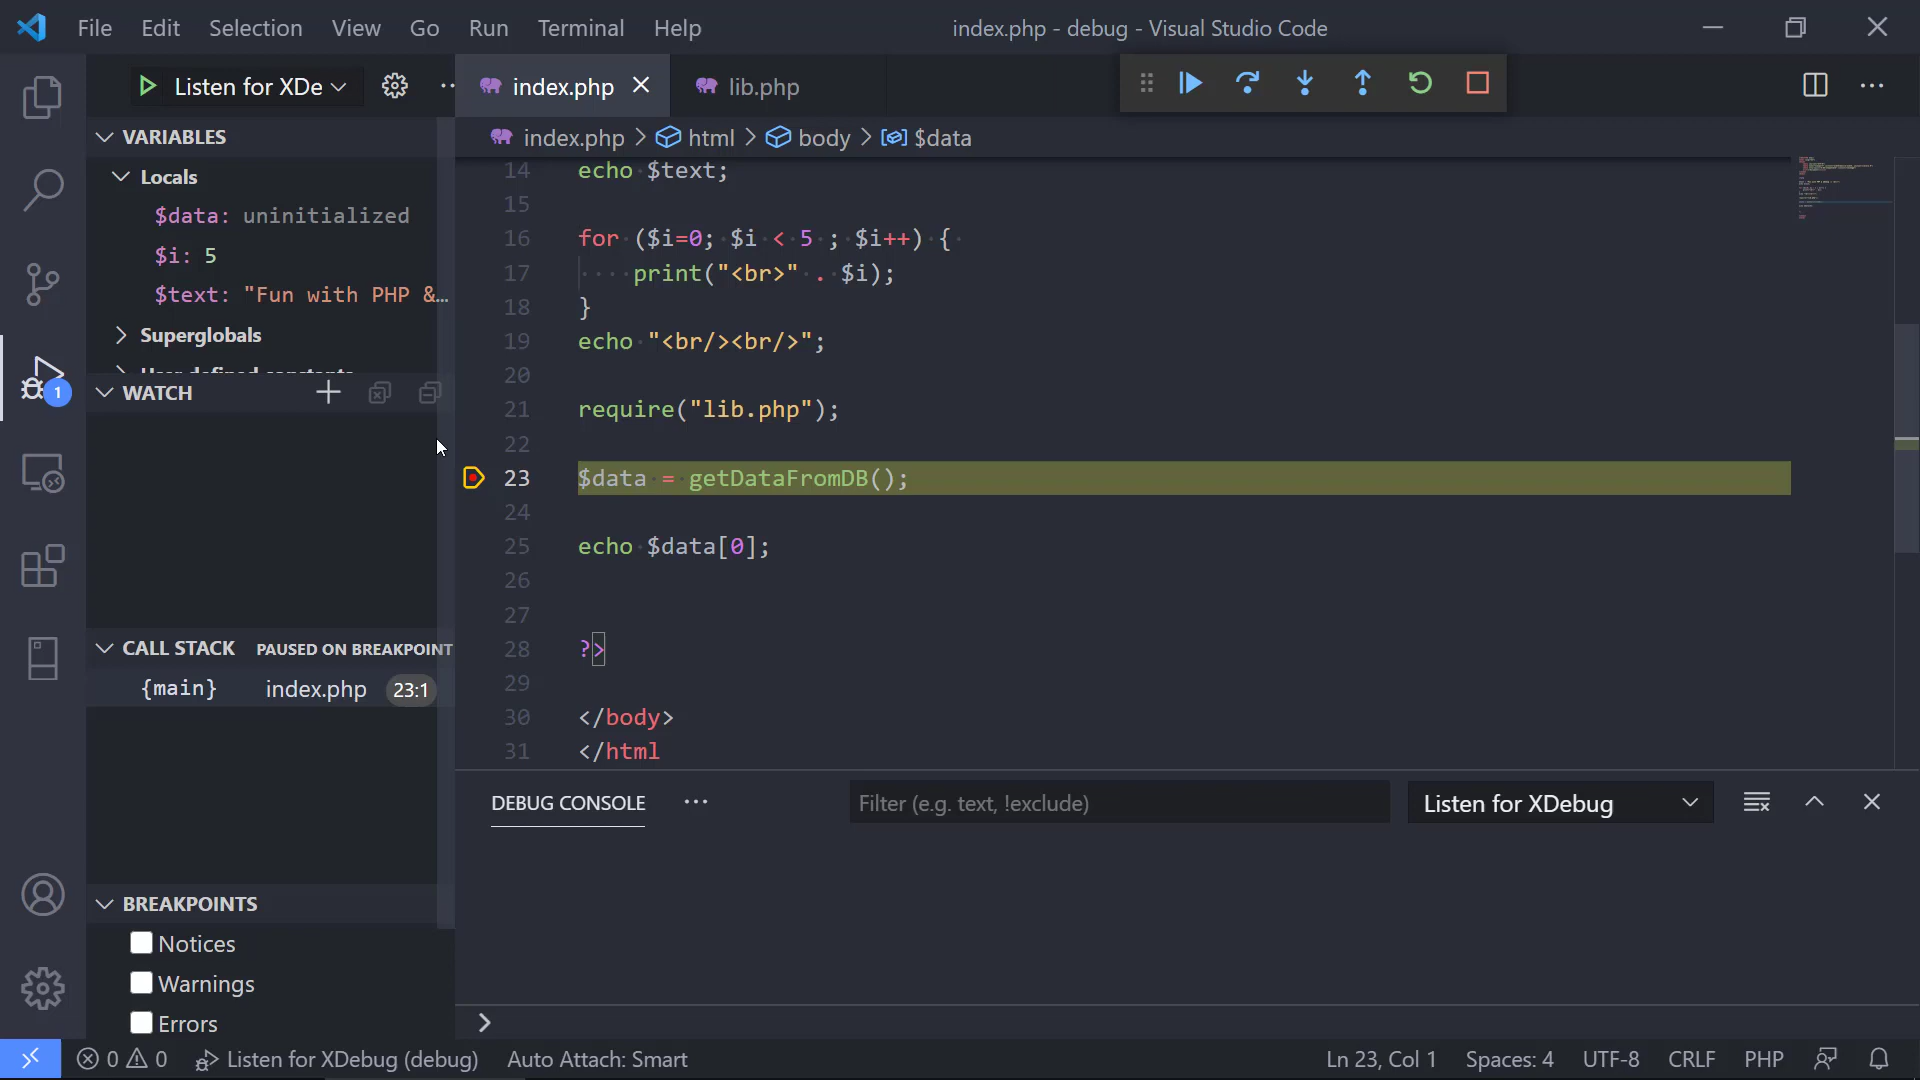 File Edit Selection View Go Run Terminal Help
index.php - debug - Visual Studio Code
Listen for XDe
index.php
lib.php
VARIABLES
Locals
$data: uninitialized
$i: 5
$text: "Fun with PHP &...
Superglobals
User defined constants
WATCH
CALL STACK PAUSED ON BREAKPOINT
{main} index.php 23:1
BREAKPOINTS
Notices
Warnings
Errors
1
index.php > html > body > $data
14 echo $text;
15
16 for ($i=0; $i < 5 ; $i++) {
17 ····print("<br>" . $i);
18 }
19 echo "<br/><br/>";
20
21 require("lib.php");
22
23 $data = getDataFromDB();
24
25 echo $data[0];
26
27
28 ?>
29
30 </body>
31 </html
DEBUG CONSOLE
Filter (e.g. text, !exclude)
Listen for XDebug
0 0 Listen for XDebug (debug) Auto Attach: Smart
Ln 23, Col 1 Spaces: 4 UTF-8 CRLF PHP